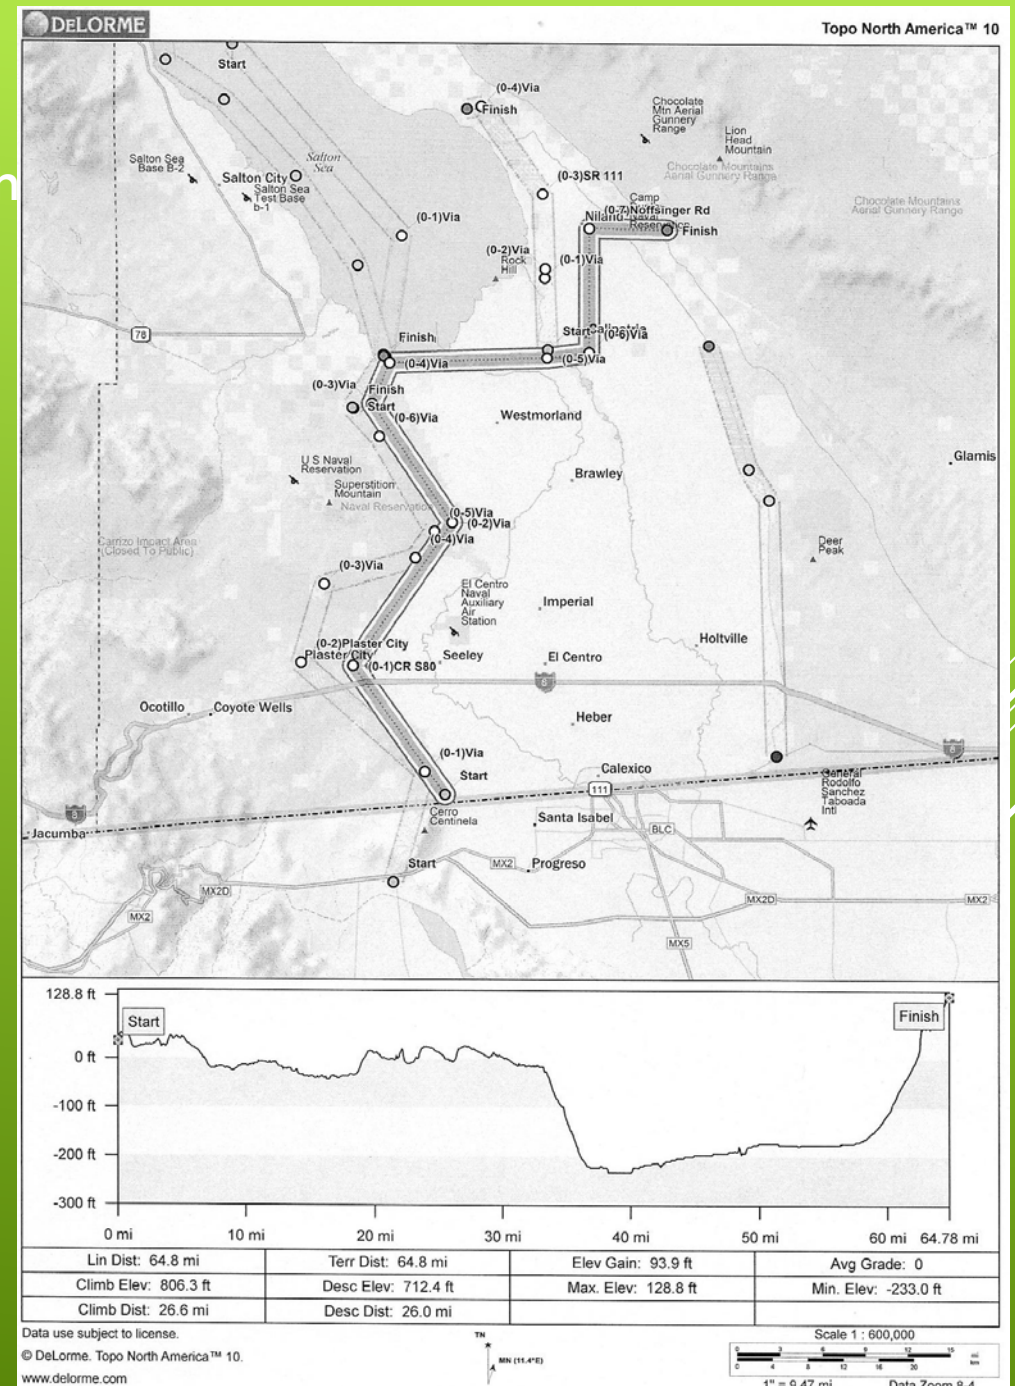 DELORME
Topo North America™ 10
Start
(0-4)Via
Finish
Chocolate
Mtn Aerial
Gunnery
Range
Lion
Head
Mountain
Chocolate Mountains
Aerial Gunnery Range
Salton Sea
Base B-2
Salton
Sea
Salton City
Salton Sea
Test Base
b-1
(0-3)SR 111
Camp
(0-7)Noffsinger Rd
Niland
Finish
Chocolate Mountains
Aerial Gunnery Range
(0-1)Via
(0-2)Via
Rock
Hill
(0-1)Via
78
Finish
Start
(0-6)Via
(0-4)Via
(0-5)Via
(0-3)Via
Finish
Start
(0-6)Via
Westmorland
Glamis
U S Naval
Reservation
Superstition
Mountain
Naval Reservation
Brawley
(0-5)Via
(0-2)Via
(0-4)Via
Carrizo Impact Area
(Closed To Public)
Deer
Peak
(0-3)Via
El Centro
Naval
Auxiliary
Air
Station
Imperial
Holtville
(0-2)Plaster City
Plaster City
(0-1)CR S80
Seeley
El Centro
8
Ocotillo
Coyote Wells
Heber
8
(0-1)Via
Start
Calexico
General
Rodolfo
Sanchez
Taboada
Intl
111
8
Jacumba
Cerro
Centinela
Santa Isabel
BLC
Start
MX2
Progreso
MX2D
MX2D
MX2
MX2
MX5
128.8 ft
Start
Finish
0 ft
-100 ft
-200 ft
-300 ft
0 mi 10 mi 20 mi 30 mi 40 mi 50 mi 60 mi 64.78 mi
Lin Dist: 64.8 mi Terr Dist: 64.8 mi Elev Gain: 93.9 ft Avg Grade: 0
Climb Elev: 806.3 ft Desc Elev: 712.4 ft Max. Elev: 128.8 ft Min. Elev: -233.0 ft
Climb Dist: 26.6 mi Desc Dist: 26.0 mi
Data use subject to license.
© DeLorme. Topo North America™ 10.
www.delorme.com
TN
MN (11.4°E)
Scale 1 : 600,000
0 3 6 9 12 15
mi
km
0 4 8 12 16 20
1" = 9.47 mi Data Zoom 8-4